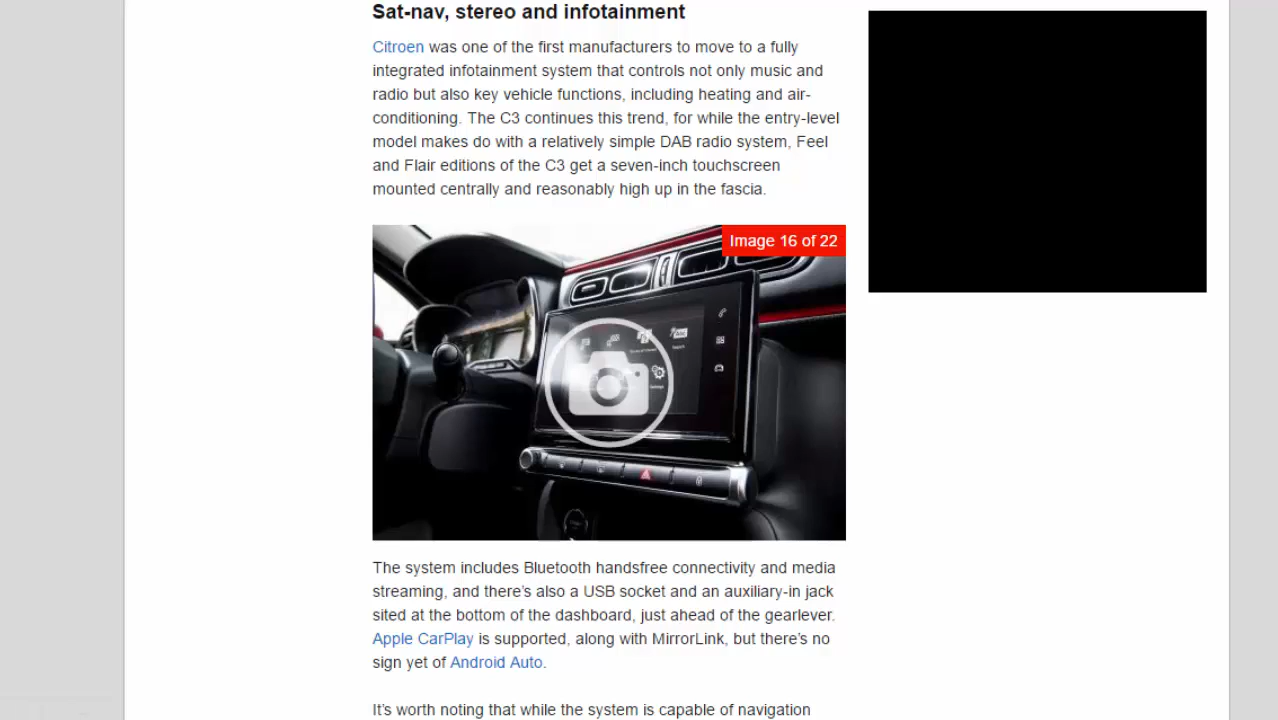 Sat-nav, stereo and infotainment
Citroen was one of the first manufacturers to move to a fully
integrated infotainment system that controls not only music and
radio but also key vehicle functions, including heating and air-
conditioning. The C3 continues this trend, for while the entry-level
model makes do with a relatively simple DAB radio system, Feel
and Flair editions of the C3 get a seven-inch touchscreen
mounted centrally and reasonably high up in the fascia.
Image 16 of 22
The system includes Bluetooth handsfree connectivity and media
streaming, and there’s also a USB socket and an auxiliary-in jack
sited at the bottom of the dashboard, just ahead of the gearlever.
Apple CarPlay is supported, along with MirrorLink, but there’s no
sign yet of Android Auto.
It’s worth noting that while the system is capable of navigation